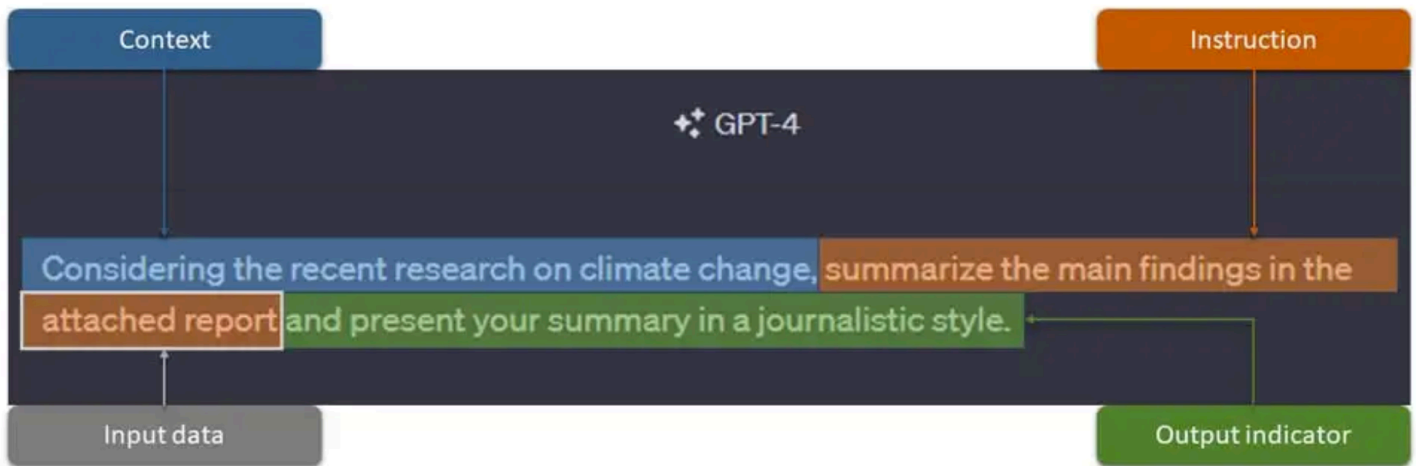 Context
Instruction
GPT-4
Considering the recent research on climate change, summarize the main findings in the
attached report and present your summary in a journalistic style.
Input data
Output indicator